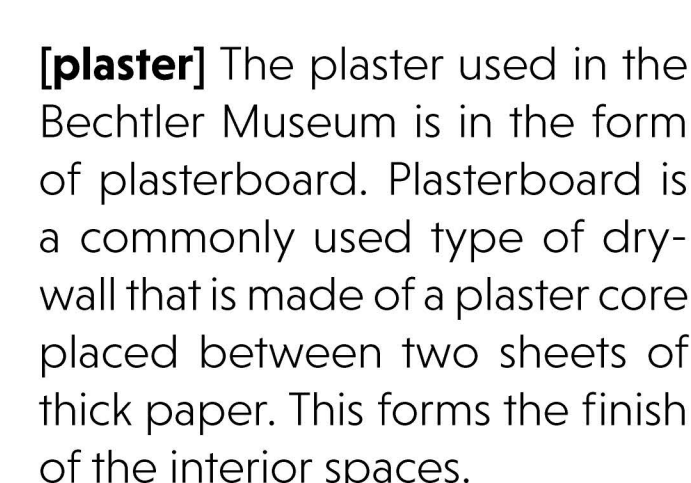 [plaster] The plaster used in the
Bechtler Museum is in the form
of plasterboard. Plasterboard is
a commonly used type of dry-
wall that is made of a plaster core
placed between two sheets of
thick paper. This forms the finish
of the interior spaces.